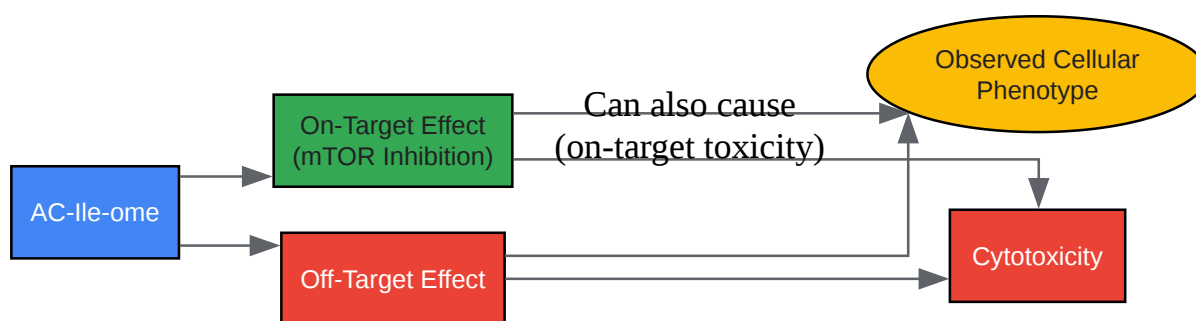 Observed Cellular
Phenotype
Can also cause
(on-target toxicity)
On-Target Effect
(mTOR Inhibition)
AC-Ile-ome
Off-Target Effect
Cytotoxicity